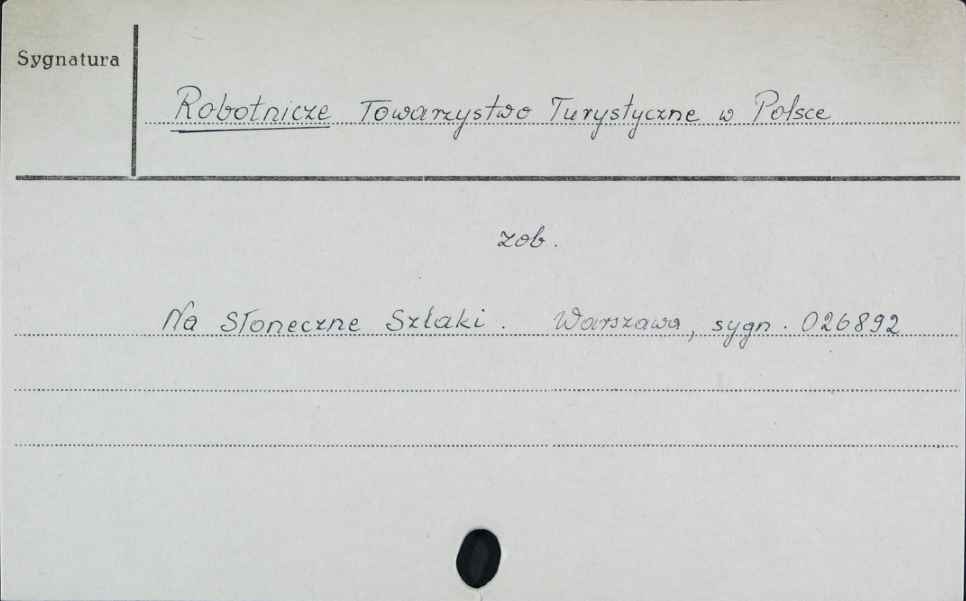 Sygnatura
Robotnicze Towarzystwo Turystyczne w Polsce
zob.
Na Słoneczne Szlaki. Warszawa, sygn. 026892